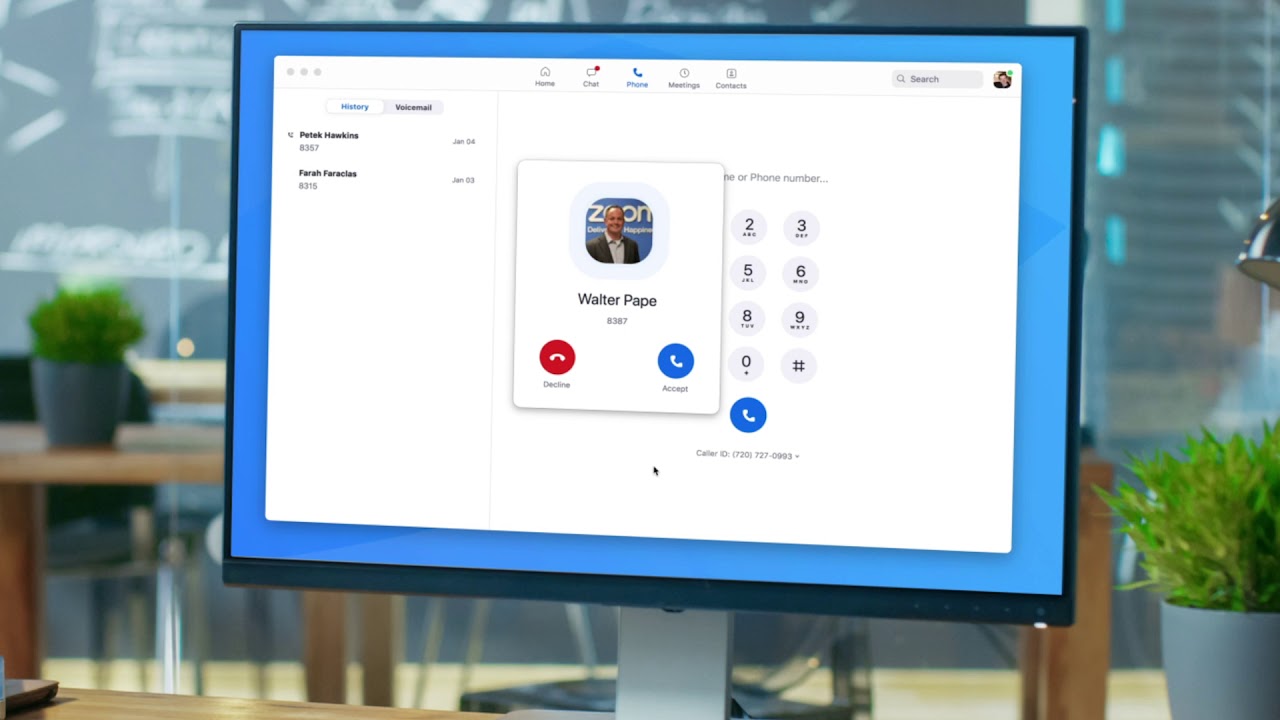 Home
Chat
Phone
Meetings
Contacts
Search
History
Voicemail
Petek Hawkins
8357
Jan 04
Farah Faraclas
8315
Jan 03
zoom
Walter Pape
8387
Decline
Accept
or Phone number...
2
ABC
3
DEF
5
JKL
6
MNO
8
TUV
9
WXYZ
0
+
#
Caller ID: (720) 727-0993